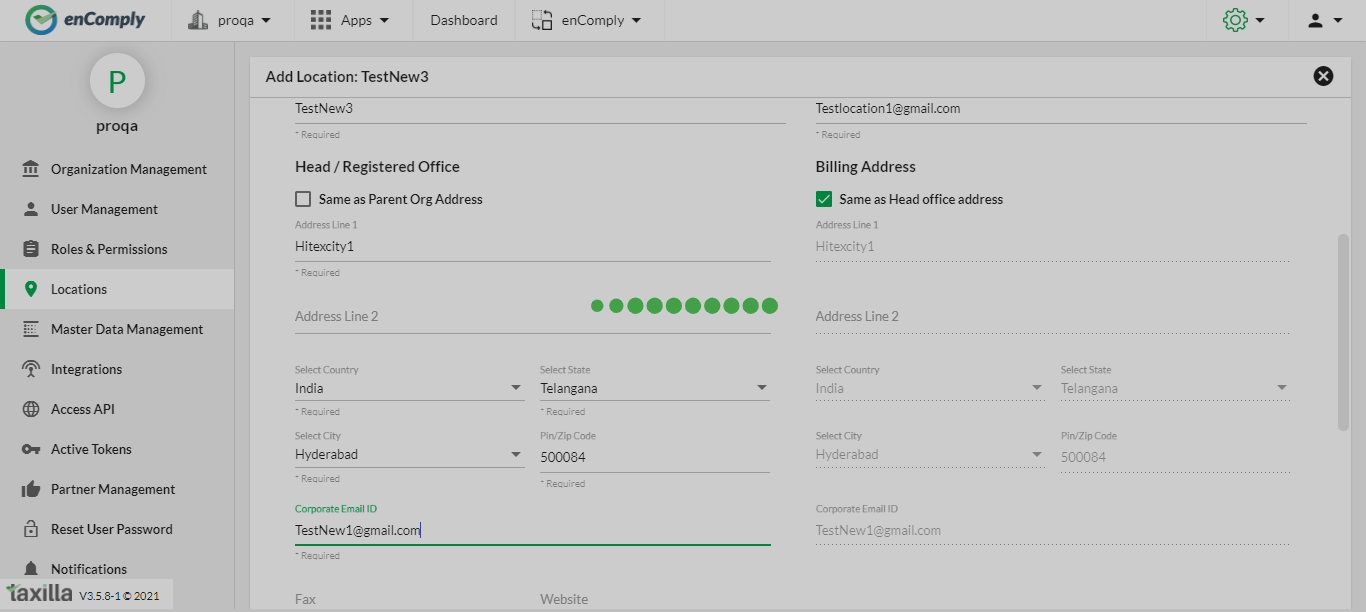 enComply
proqa
Apps
Dashboard
enComply
P
proqa
Organization Management
User Management
Roles & Permissions
Locations
Master Data Management
Integrations
Access API
Active Tokens
Partner Management
Reset User Password
Notifications
taxilla V3.5.8-1 © 2021
Add Location: TestNew3
TestNew3
Testlocation1@gmail.com
* Required
* Required
Head / Registered Office
Billing Address
Same as Parent Org Address
Same as Head office address
Address Line 1
Address Line 1
Hitexcity1
Hitexcity1
* Required
Address Line 2
Address Line 2
Select Country
Select State
Select Country
Select State
India
Telangana
India
Telangana
* Required
* Required
Select City
Pin/Zip Code
Select City
Pin/Zip Code
Hyderabad
500084
Hyderabad
500084
* Required
* Required
Corporate Email ID
Corporate Email ID
TestNew1@gmail.com
TestNew1@gmail.com
* Required
Fax
Website